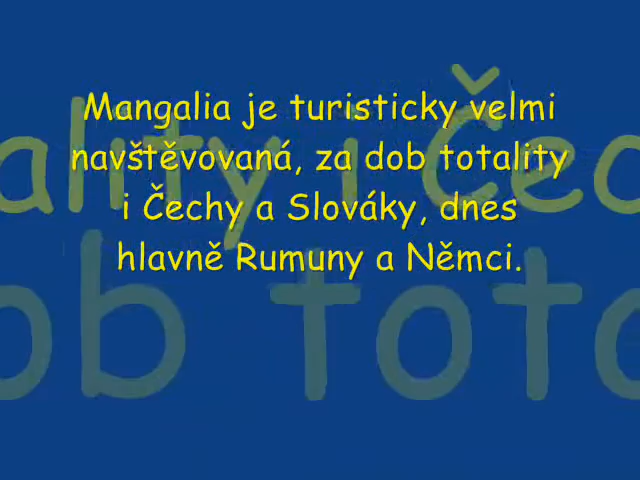 Mangalia je turisticky velmi
navštěvovaná, za dob totality
i Čechy a Slováky, dnes
hlavně Rumuny a Němci.